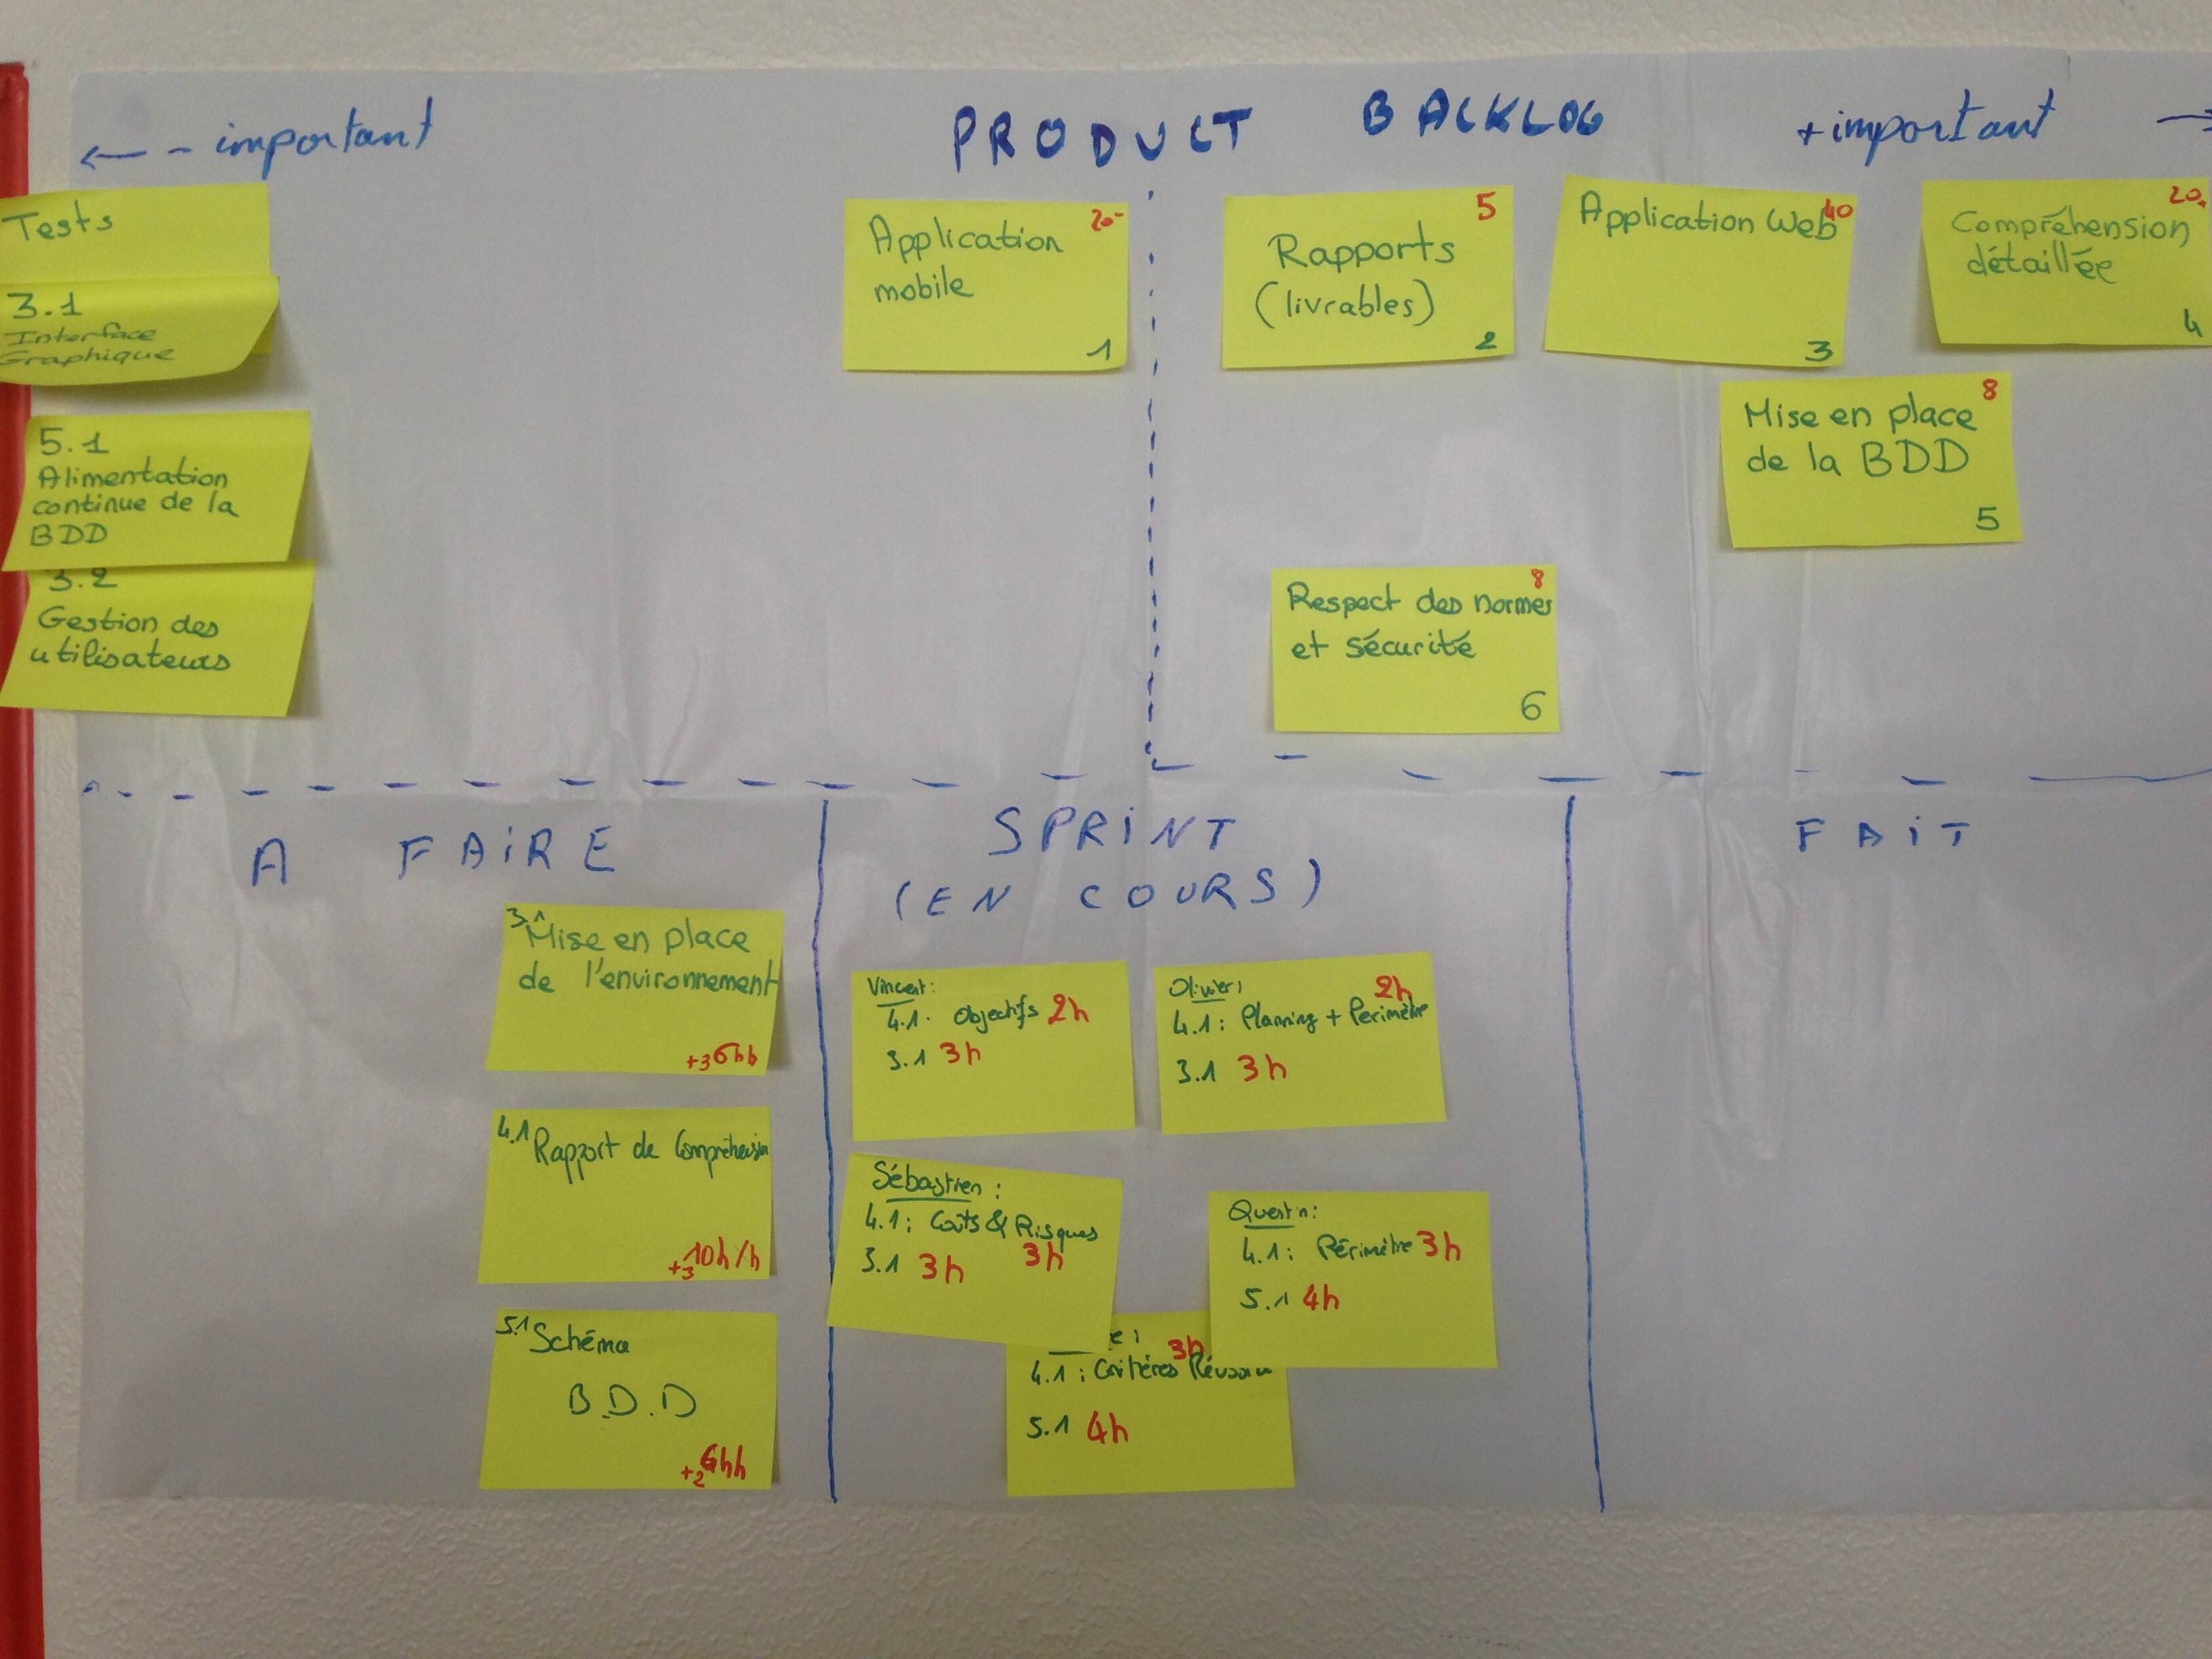 ← - important
PRODUCT BACKLOG
+ important →
Tests
3.1
Interface
Graphique
5.1
Alimentation
continue de la
BDD
3.2
Gestion des
utilisateurs
20
Application
mobile
1
5
Rapports
(livrables)
2
40
Application Web
3
20
Compréhension
détaillée
4
8
Mise en place
de la BDD
5
8
Respect des normes
et sécurité
6
A FAIRE
3.1 Mise en place
de l'environnement
+3
4.1 Rapport de Compréhension
+3 10h/h
5.1 Schéma
B.D.D
+2
SPRINT
(EN COURS)
Vincent:
4.1. Objectifs 2h
3.1 3h
Olivier:
2h
4.1: Planning + Périmètre
3.1 3h
Sébastien:
4.1: Coûts & Risques
3.1 3h 3h
Quentin:
4.1: Périmètre 3h
5.1 4h
e:
3h
4.1: Critères
5.1 4h
FAIT